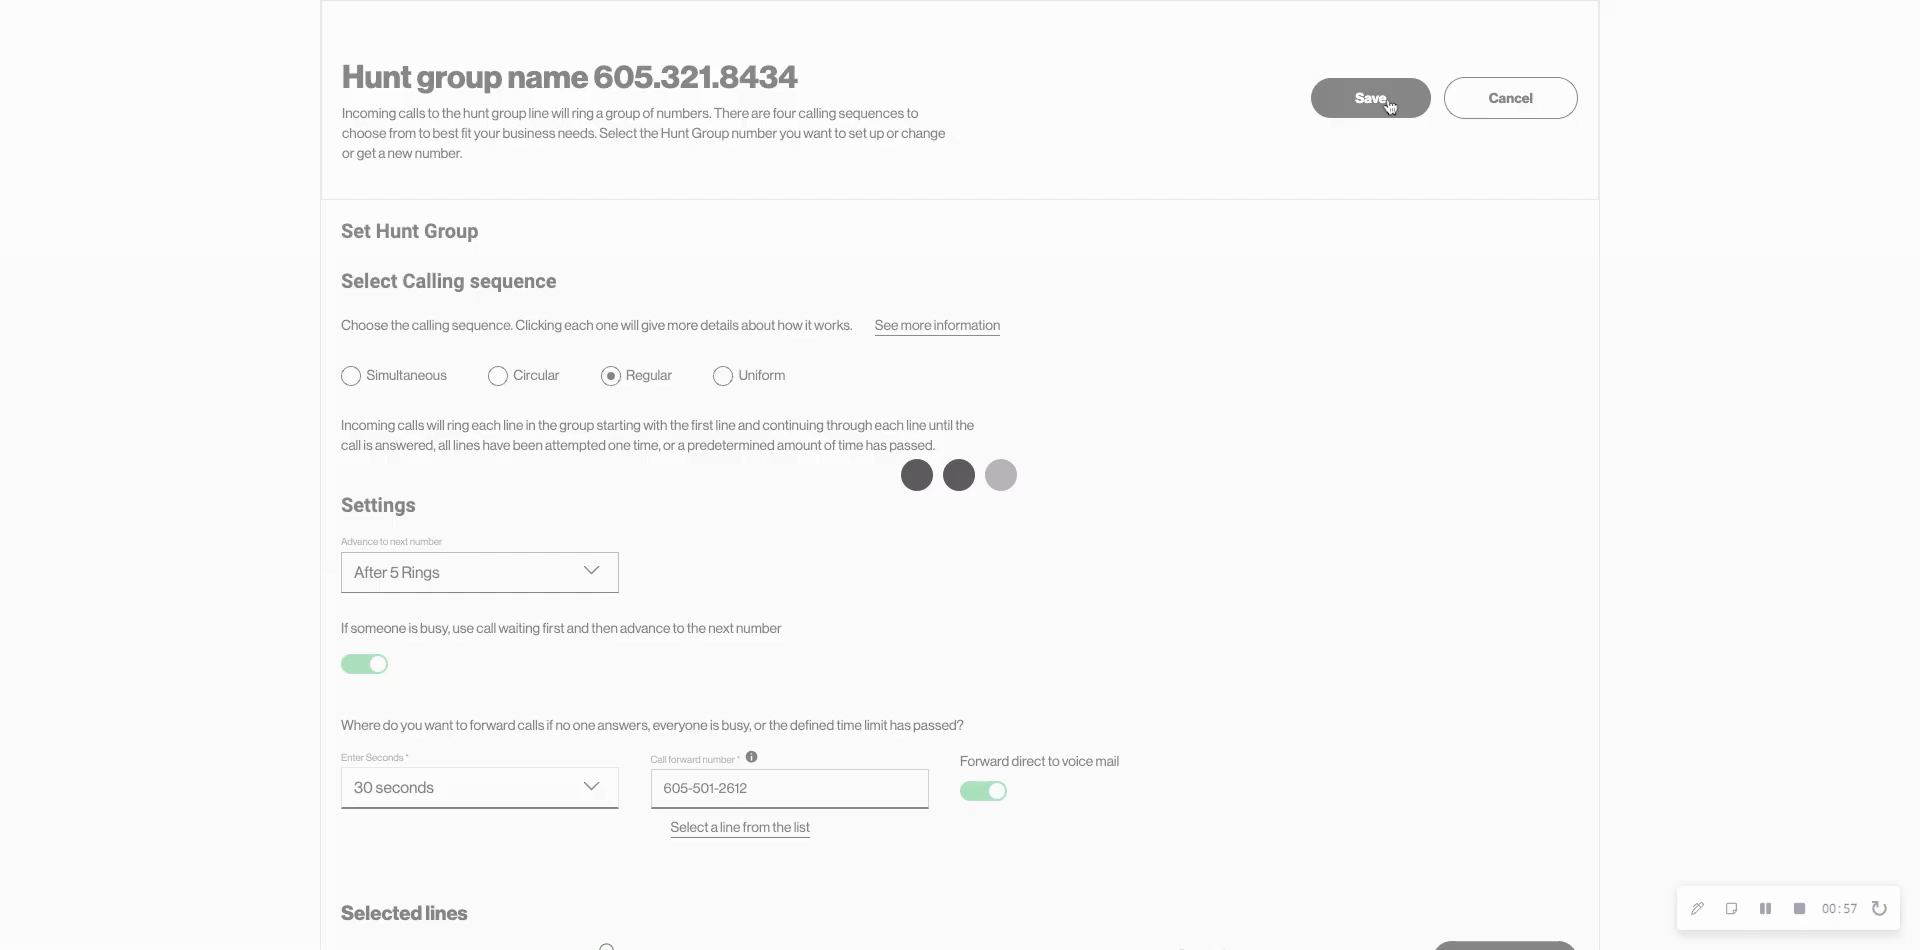 Hunt group name 605.321.8434
Incoming calls to the hunt group line will ring a group of numbers. There are four calling sequences to
choose from to best fit your business needs. Select the Hunt Group number you want to set up or change
or get a new number.
Save
Cancel
Set Hunt Group
Select Calling sequence
Choose the calling sequence. Clicking each one will give more details about how it works. See more information
Simultaneous
Circular
Regular
Uniform
Incoming calls will ring each line in the group starting with the first line and continuing through each line until the
call is answered, all lines have been attempted one time, or a predetermined amount of time has passed.
Settings
Advance to next number
After 5 Rings
If someone is busy, use call waiting first and then advance to the next number
Where do you want to forward calls if no one answers, everyone is busy, or the defined time limit has passed?
Enter Seconds *
30 seconds
Call forward number *
605-501-2612
Select a line from the list
Forward direct to voice mail
Selected lines
00:57